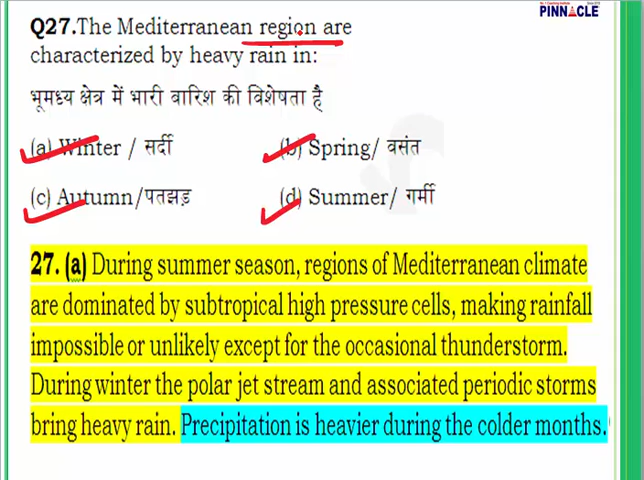 PINNACLE
Q27.The Mediterranean region are
characterized by heavy rain in:
भूमध्य क्षेत्र में भारी वारिश की विशेषता है
(a) Winter / सर्दी (b) Spring/ वसंत
(c) Autumn/पतझड़ (d) Summer/ गर्मी
27. (a) During summer season, regions of Mediterranean climate
are dominated by subtropical high pressure cells, making rainfall
impossible or unlikely except for the occasional thunderstorm.
During winter the polar jet stream and associated periodic storms
bring heavy rain. Precipitation is heavier during the colder months.